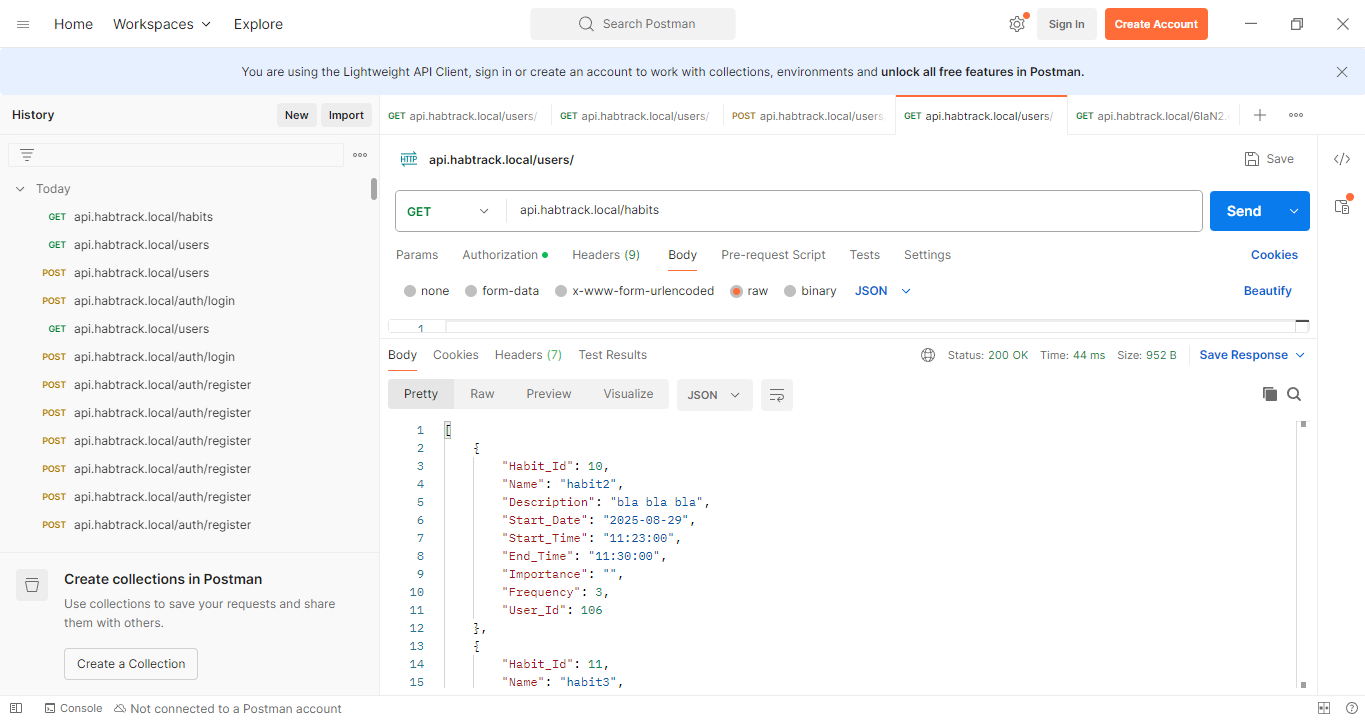 Home Workspaces Explore Search Postman Sign In Create Account
You are using the Lightweight API Client, sign in or create an account to work with collections, environments and unlock all free features in Postman.
History New Import
GET api.habtrack.local/users/ GET api.habtrack.local/users/ POST api.habtrack.local/users. GET api.habtrack.local/users/ GET api.habtrack.local/6IaN2.
HTTP api.habtrack.local/users/ Save
Today
GET api.habtrack.local/habits
GET api.habtrack.local/users
POST api.habtrack.local/users
POST api.habtrack.local/auth/login
GET api.habtrack.local/users
POST api.habtrack.local/auth/login
POST api.habtrack.local/auth/register
POST api.habtrack.local/auth/register
POST api.habtrack.local/auth/register
POST api.habtrack.local/auth/register
POST api.habtrack.local/auth/register
POST api.habtrack.local/auth/register
Create collections in Postman
Use collections to save your requests and share
them with others.
Create a Collection
GET api.habtrack.local/habits Send
Params Authorization Headers (9) Body Pre-request Script Tests Settings Cookies
none form-data x-www-form-urlencoded raw binary JSON Beautify
1
Body Cookies Headers (7) Test Results Status: 200 OK Time: 44 ms Size: 952 B Save Response
Pretty Raw Preview Visualize JSON
1 [
2 {
3 "Habit_Id": 10,
4 "Name": "habit2",
5 "Description": "bla bla bla",
6 "Start_Date": "2025-08-29",
7 "Start_Time": "11:23:00",
8 "End_Time": "11:30:00",
9 "Importance": "",
10 "Frequency": 3,
11 "User_Id": 106
12 },
13 {
14 "Habit_Id": 11,
15 "Name": "habit3",
Console Not connected to a Postman account